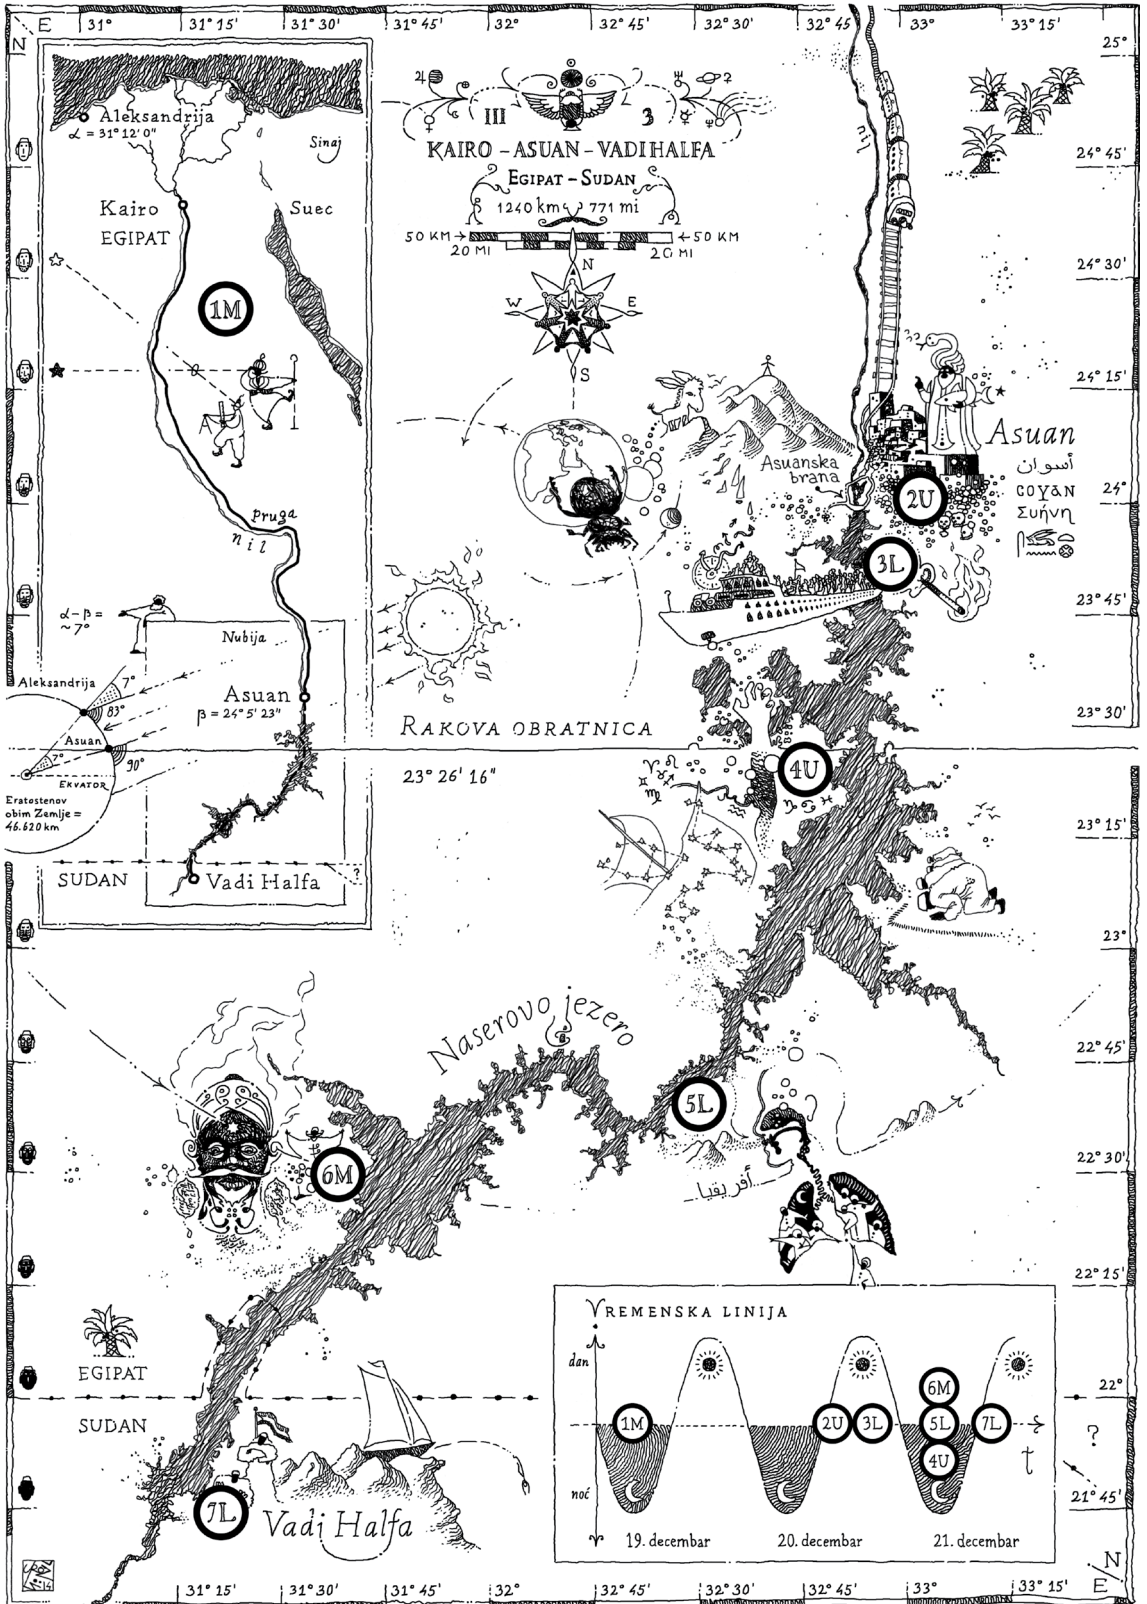 N E 31° 31° 15' 31° 30' 32° 32° 45' 32° 45' 33° 33° 15'
25°
24° 45'
24° 30'
24° 15'
24°
23° 45'
23° 30'
23° 15'
23°
22° 45'
22° 30'
22° 15'
22°
21° 45'
III 3
KAIRO – ASUAN – VADI HALFA
EGIPAT – SUDAN
1240 km 771 mi
50 KM 50 KM
20 MI 20 MI
N
W E
S
Aleksandrija
α = 31° 12' 0"
Sinaj
Kairo
EGIPAT
Suec
1M
pruga
nil
α – β =
~ 7°
Nubija
Asuan
β = 24° 5' 23"
Aleksandrija
7°
83°
Asuan
7°
90°
EKVATOR
Eratostenov
obim Zemlje =
46.620 km
SUDAN
Vadi Halfa
?
nil
Asuan
أسوان
ⲥⲟⲩⲁⲛ
Συήνη
Asuanska
brana
2U
3L
RAKOVA OBRATNICA
23° 26' 16"
4U
Naserovo jezero
5L
أفريقيا
6M
EGIPAT
SUDAN
7L
Vadi Halfa
VREMENSKA LINIJA
dan
noć
1M 2U 3L 6M
5L
4U
7L
t
19. decembar 20. decembar 21. decembar
?
31° 15' 31° 30' 31° 45' 32° 32° 45' 32° 30' 32° 45' 33° 33° 15'
N
E